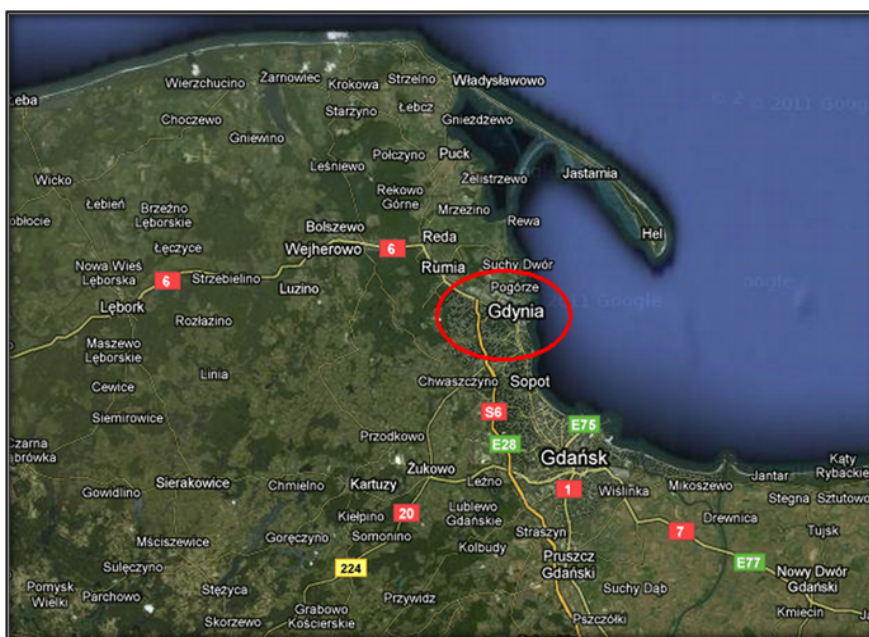 Wierzchucino
Żarnowiec
Krokowa
Strzelno
Władysławowo
Łeba
Choczewo
Starzyno
Łebcz
Gnieżdżewo
© 2011 Google
Gniewino
Połczyno
Puck
Leśniewo
Wicko
Żelistrzewo
Jastarnia
Rekowo
Górne
Łebień
Brzeźno
Lęborskie
Mrzezino
Rewa
Bolszewo
Hel
Łęczyce
Wejherowo
6
Reda
Nowa Wieś
Lęborska
6
Strzebielino
Rumia
Suchy Dwór
Luzino
Pogórze
Lębork
Gdynia
Rozłazino
Maszewo
Lęborskie
Linia
Chwaszczyno
Sopot
Cewice
Siemirowice
S6
E75
Przodkowo
E28
Czarna
Gdańsk
Kąty
Rybackie
Żukowo
Sierakowice
Chmielno
Kartuzy
Leźno
1
Wiślinka
Mikoszewo
Jantar
Gowidlino
Stegna
Sztutowo
Kiełpino
20
Lublewo
Gdańskie
Drewnica
Mściszewice
Goręczyno
Somonino
Straszyn
7
Tujsk
Sulęczyno
224
Kolbudy
Pruszcz
Gdański
E77
Nowy Dwór
Gdański
Pomysk
Wielki
Parchowo
Stężyca
Przywidz
Suchy Dąb
Skorzewo
Grabowo
Kościerskie
Pszczółki
Kmiecin